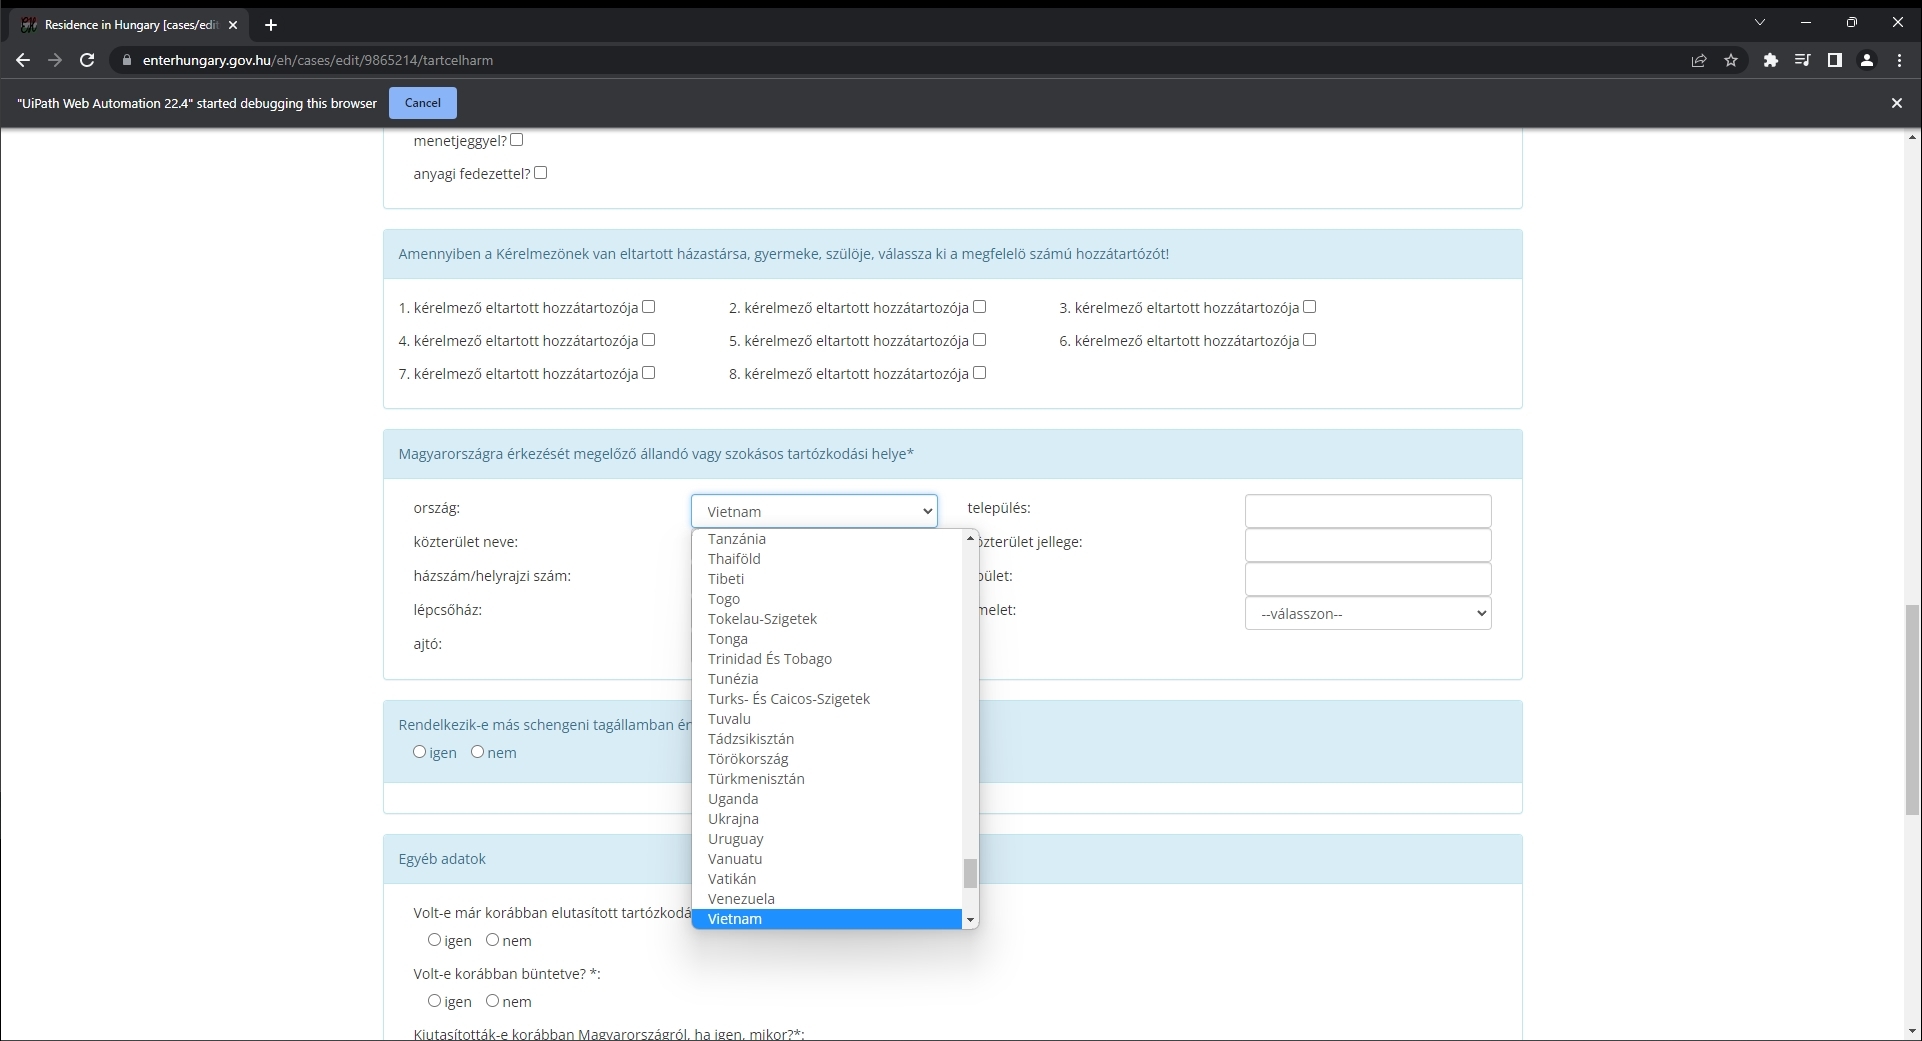 Residence in Hungary [cases/edit
enterhungary.gov.hu/eh/cases/edit/9865214/tartcelharm
"UiPath Web Automation 22.4" started debugging this browser Cancel
menetjeggyel?
anyagi fedezettel?
Amennyiben a Kérelmezönek van eltartott házastársa, gyermeke, szülöje, válassza ki a megfelelö számú hozzátartózót!
1. kérelmező eltartott hozzátartozója 2. kérelmező eltartott hozzátartozója 3. kérelmező eltartott hozzátartozója
4. kérelmező eltartott hozzátartozója 5. kérelmező eltartott hozzátartozója 6. kérelmező eltartott hozzátartozója
7. kérelmező eltartott hozzátartozója 8. kérelmező eltartott hozzátartozója
Magyarországra érkezését megelőző állandó vagy szokásos tartózkodási helye*
ország: Vietnam település:
közterület neve: özterület jellege:
házszám/helyrajzi szám: pület:
lépcsőház: melet: --válasszon--
ajtó:
Tanzánia
Thaiföld
Tibeti
Togo
Tokelau-Szigetek
Tonga
Trinidad És Tobago
Tunézia
Turks- És Caicos-Szigetek
Tuvalu
Tádzsikisztán
Törökország
Türkmenisztán
Uganda
Ukrajna
Uruguay
Vanuatu
Vatikán
Venezuela
Vietnam
Rendelkezik-e más schengeni tagállamban ér
igen nem
Egyéb adatok
Volt-e már korábban elutasított tartózkodá
igen nem
Volt-e korábban büntetve? *:
igen nem
Kiutasították-e korábban Magyarországról, ha igen, mikor?*: